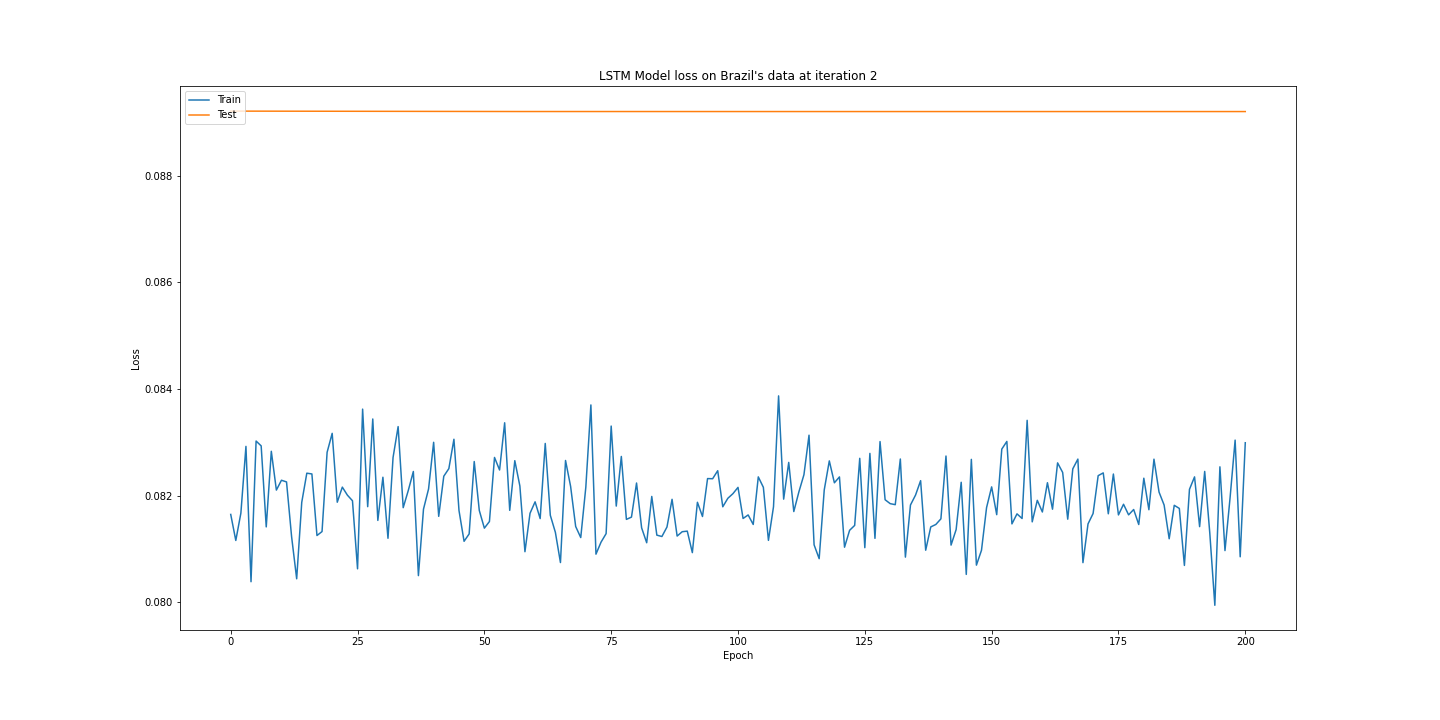 LSTM Model loss on Brazil's data at iteration 2
Train
Test
0.088
0.086
0.084
0.082
0.080
Loss
0 25 50 75 100 125 150 175 200
Epoch